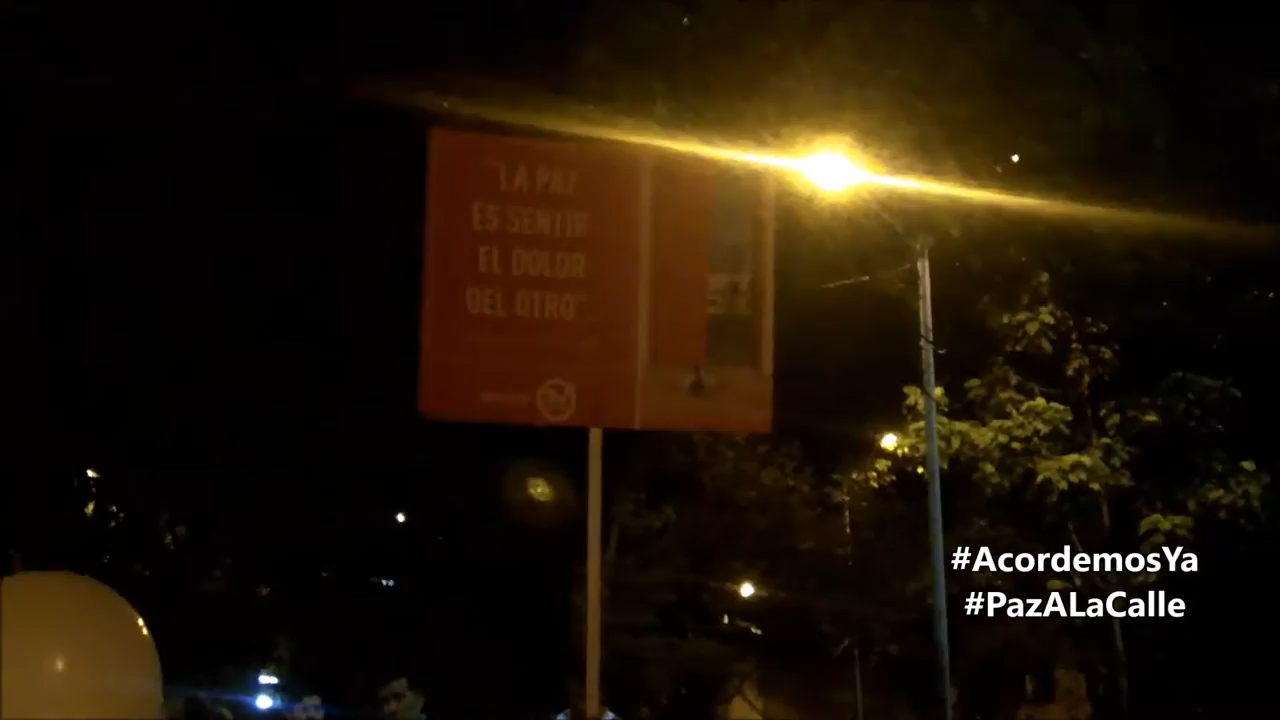 "LA PAZ
ES SENTIR
EL DOLOR
DEL OTRO"
#AcordemosYa
#PazALaCalle